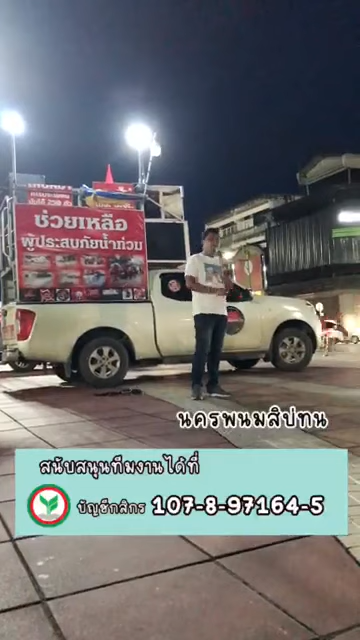 ช่วยเหลือ
ผู้ประสบภัยน้ำท่วม
นครพนมสิปทน
สนับสนุนทีมงานได้ที่
บัญชีกสิกร 107-8-97164-5